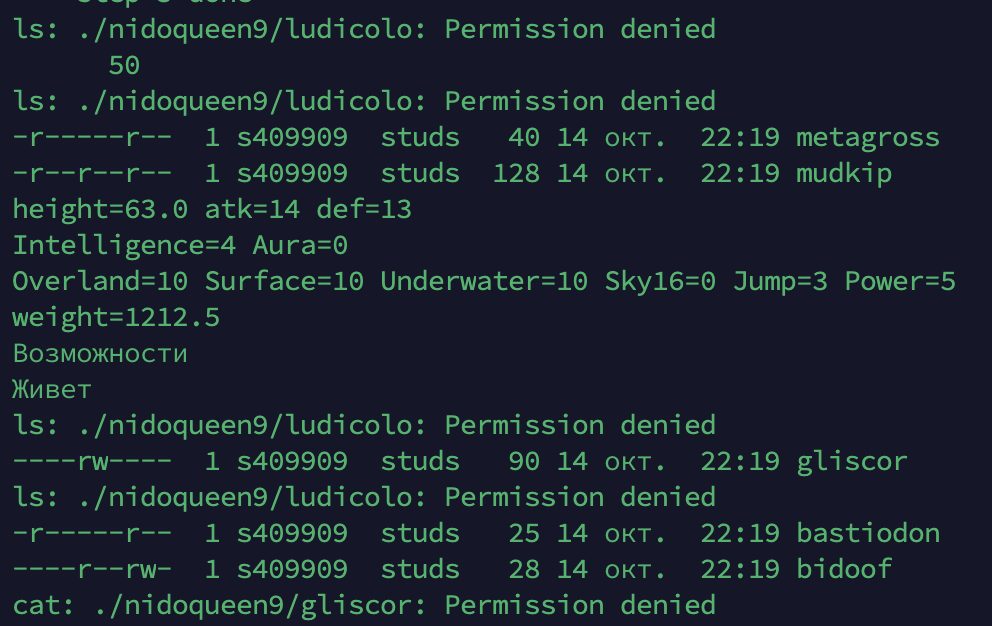 ls: ./nidoqueen9/ludicolo: Permission denied
50
ls: ./nidoqueen9/ludicolo: Permission denied
-r-----r-- 1 s409909 studs 40 14 окт. 22:19 metagross
-r--r--r-- 1 s409909 studs 128 14 окт. 22:19 mudkip
height=63.0 atk=14 def=13
Intelligence=4 Aura=0
Overland=10 Surface=10 Underwater=10 Sky16=0 Jump=3 Power=5
weight=1212.5
Возможности
Живет
ls: ./nidoqueen9/ludicolo: Permission denied
----rw---- 1 s409909 studs 90 14 окт. 22:19 gliscor
ls: ./nidoqueen9/ludicolo: Permission denied
-r-----r-- 1 s409909 studs 25 14 окт. 22:19 bastiodon
----r--rw- 1 s409909 studs 28 14 окт. 22:19 bidoof
cat: ./nidoqueen9/gliscor: Permission denied